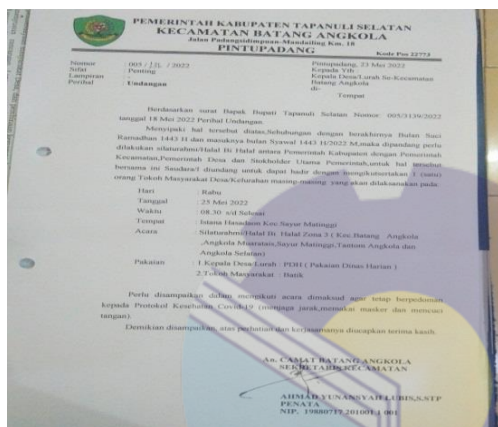 PEMERINTAH KABUPATEN TAPANULI SELATAN
KECAMATAN BATANG ANGKOLA
Jalan Padangsidimpuan-Mandailing Km. 18
PINTUPADANG
Kode Pos 22773
Nomor : 005 / / 2022
Sifat : Penting
Lampiran :
Perihal : Undangan
Pintupadang, 23 Mei 2022
Kepada Yth :
Kepala Desa/Lurah Se-Kecamatan
Batang Angkola
di-
Tempat
Berdasarkan surat Bapak Bupati Tapanuli Selatan Nomor: 005/3139/2022
tanggal 18 Mei 2022 Perihal Undangan.
Menyipaki hal tersebut diatas,Sehubungan dengan berakhirnya Bulan Suci
Ramadhan 1443 H dan masuknya bulan Syawal 1443 H/2022 M,maka dipandang perlu
dilakukan silaturahmi/Halal Bi Halal antara Pemerintah Kabupaten dengan Pemerintah
Kecamatan,Pemerintah Desa dan Stokholder Utama Pemerintah,untuk hal tersebut
bersama ini Saudara/i diundang untuk dapat hadir dengan mengikutsertakan 1 (satu)
orang Tokoh Masyarakat Desa/Kelurahan masing-masing yang akan dilaksanakan pada:
Hari : Rabu
Tanggal : 25 Mei 2022
Waktu : 08.30 s/d Selesai
Tempat : Istana Hasadaon Kec.Sayur Matinggi
Acara : Silaturahmi/Halal Bi Halal Zona 3 ( Kec.Batang Angkola
,Angkola Muaratais,Sayur Matinggi,Tantom Angkola dan
Angkola Selatan)
Pakaian : 1.Kepala Desa/Lurah : PDH ( Pakaian Dinas Harian )
2.Tokoh Masyarakat : Batik
Perlu disampaikan dalam mengikuti acara dimaksud agar tetap berpedoman
kepada Protokol Kesehatan Covid-19 (menjaga jarak,memakai masker dan mencuci
tangan)
Demikian disampaikan, atas perhatian dan kerjasamanya diucapkan terima kasih.
An. CAMAT BATANG ANGKOLA
SEKRETARIS KECAMATAN
AHMAD YUNANSYAH LUBIS,S.STP
PENATA
NIP. 19880717 201001 1 001